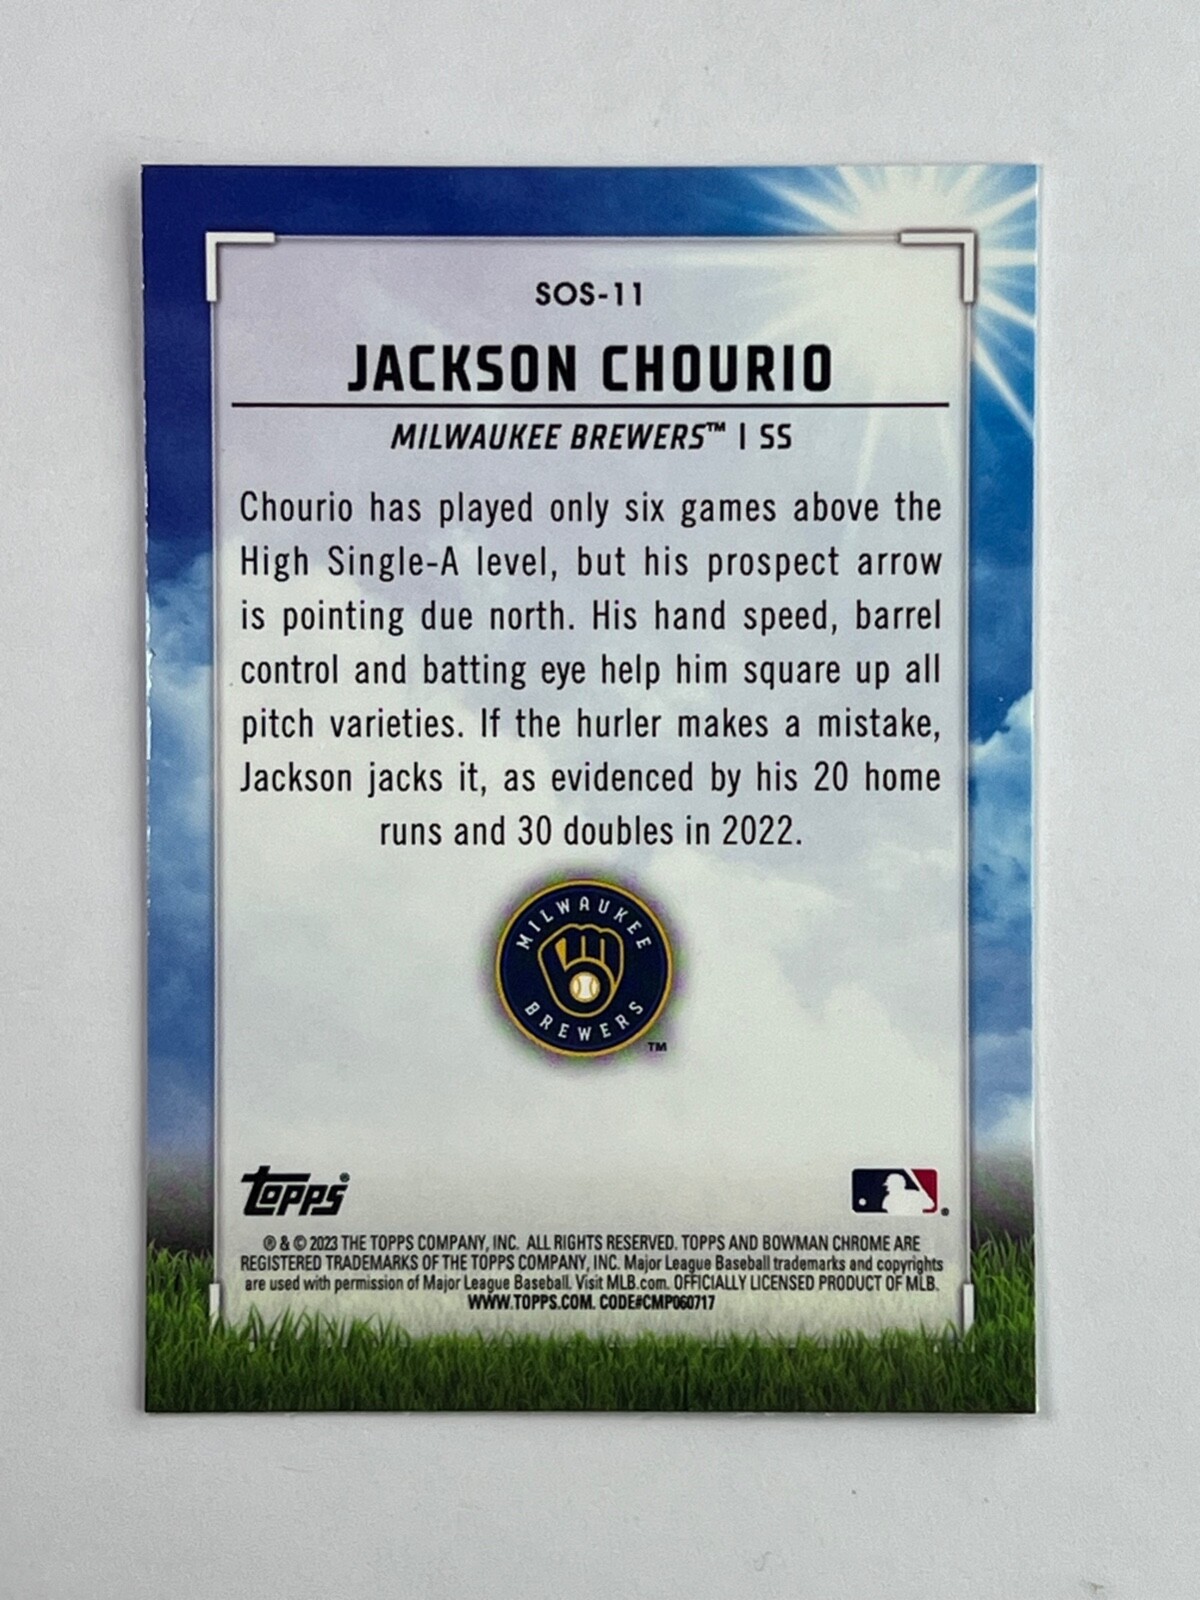 SOS-11
JACKSON CHOURIO
MILWAUKEE BREWERS™ | SS
Chourio has played only six games above the
High Single-A level, but his prospect arrow
is pointing due north. His hand speed, barrel
control and batting eye help him square up all
pitch varieties. If the hurler makes a mistake,
Jackson jacks it, as evidenced by his 20 home
runs and 30 doubles in 2022.
MILWAUKEE
BREWERS
TM
Topps®
®
® & © 2023 THE TOPPS COMPANY, INC. ALL RIGHTS RESERVED. TOPPS AND BOWMAN CHROME ARE
REGISTERED TRADEMARKS OF THE TOPPS COMPANY, INC. Major League Baseball trademarks and copyrights
are used with permission of Major League Baseball. Visit MLB.com. OFFICIALLY LICENSED PRODUCT OF MLB.
WWW.TOPPS.COM. CODE#CMP060717